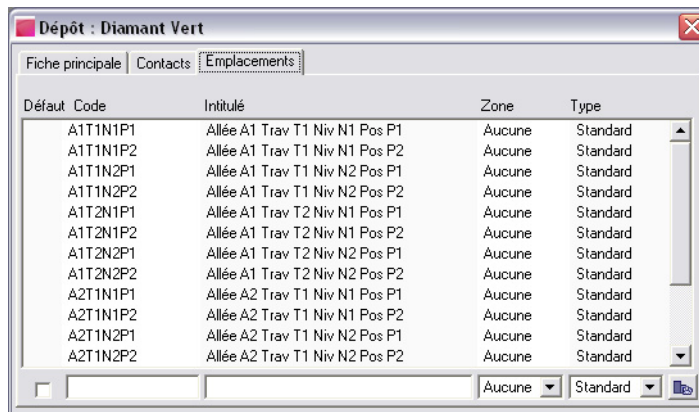 Dépôt : Diamant Vert
Fiche principale Contacts Emplacements
Défaut Code Intitulé Zone Type
A1T1N1P1 Allée A1 Trav T1 Niv N1 Pos P1 Aucune Standard
A1T1N1P2 Allée A1 Trav T1 Niv N1 Pos P2 Aucune Standard
A1T1N2P1 Allée A1 Trav T1 Niv N2 Pos P1 Aucune Standard
A1T1N2P2 Allée A1 Trav T1 Niv N2 Pos P2 Aucune Standard
A1T2N1P1 Allée A1 Trav T2 Niv N1 Pos P1 Aucune Standard
A1T2N1P2 Allée A1 Trav T2 Niv N1 Pos P2 Aucune Standard
A1T2N2P1 Allée A1 Trav T2 Niv N2 Pos P1 Aucune Standard
A1T2N2P2 Allée A1 Trav T2 Niv N2 Pos P2 Aucune Standard
A2T1N1P1 Allée A2 Trav T1 Niv N1 Pos P1 Aucune Standard
A2T1N1P2 Allée A2 Trav T1 Niv N1 Pos P2 Aucune Standard
A2T1N2P1 Allée A2 Trav T1 Niv N2 Pos P1 Aucune Standard
A2T1N2P2 Allée A2 Trav T1 Niv N2 Pos P2 Aucune Standard
Aucune Standard